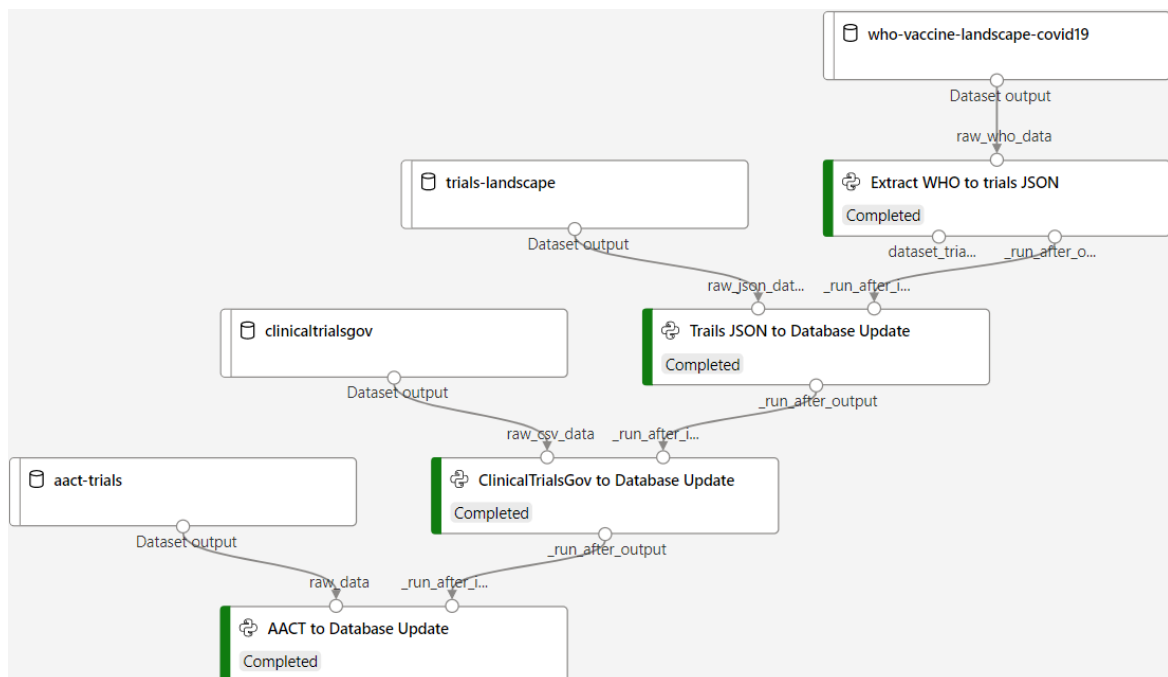 who-vaccine-landscape-covid19
Dataset output
raw_who_data
trials-landscape
Extract WHO to trials JSON
Completed
Dataset output
dataset_tria...
_run_after_o...
raw_json_dat...
_run_after_i...
clinicaltrialsgov
Trails JSON to Database Update
Completed
Dataset output
_run_after_output
raw_csv_data
_run_after_i...
aact-trials
ClinicalTrialsGov to Database Update
Completed
Dataset output
_run_after_output
raw_data
_run_after_i...
AACT to Database Update
Completed